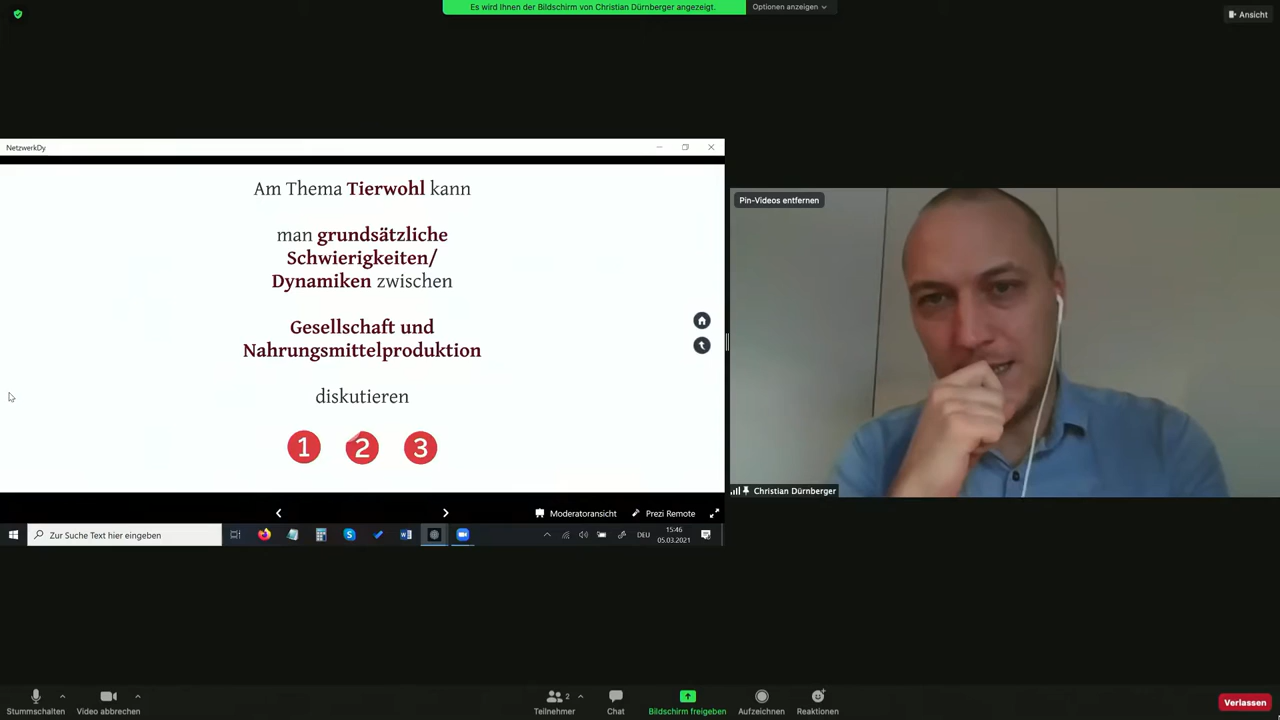 Es wird Ihnen der Bildschirm von Christian Dürnberger angezeigt.
Optionen anzeigen
Ansicht
NetzwerkDy
Am Thema Tierwohl kann
man grundsätzliche
Schwierigkeiten/
Dynamiken zwischen
Gesellschaft und
Nahrungsmittelproduktion
diskutieren
1 2 3
Moderatoransicht
Prezi Remote
Zur Suche Text hier eingeben
DEU
15:46
05.03.2021
Pin-Videos entfernen
Christian Dürnberger
Stummschalten
Video abbrechen
2
Teilnehmer
Chat
Bildschirm freigeben
Aufzeichnen
Reaktionen
Verlassen